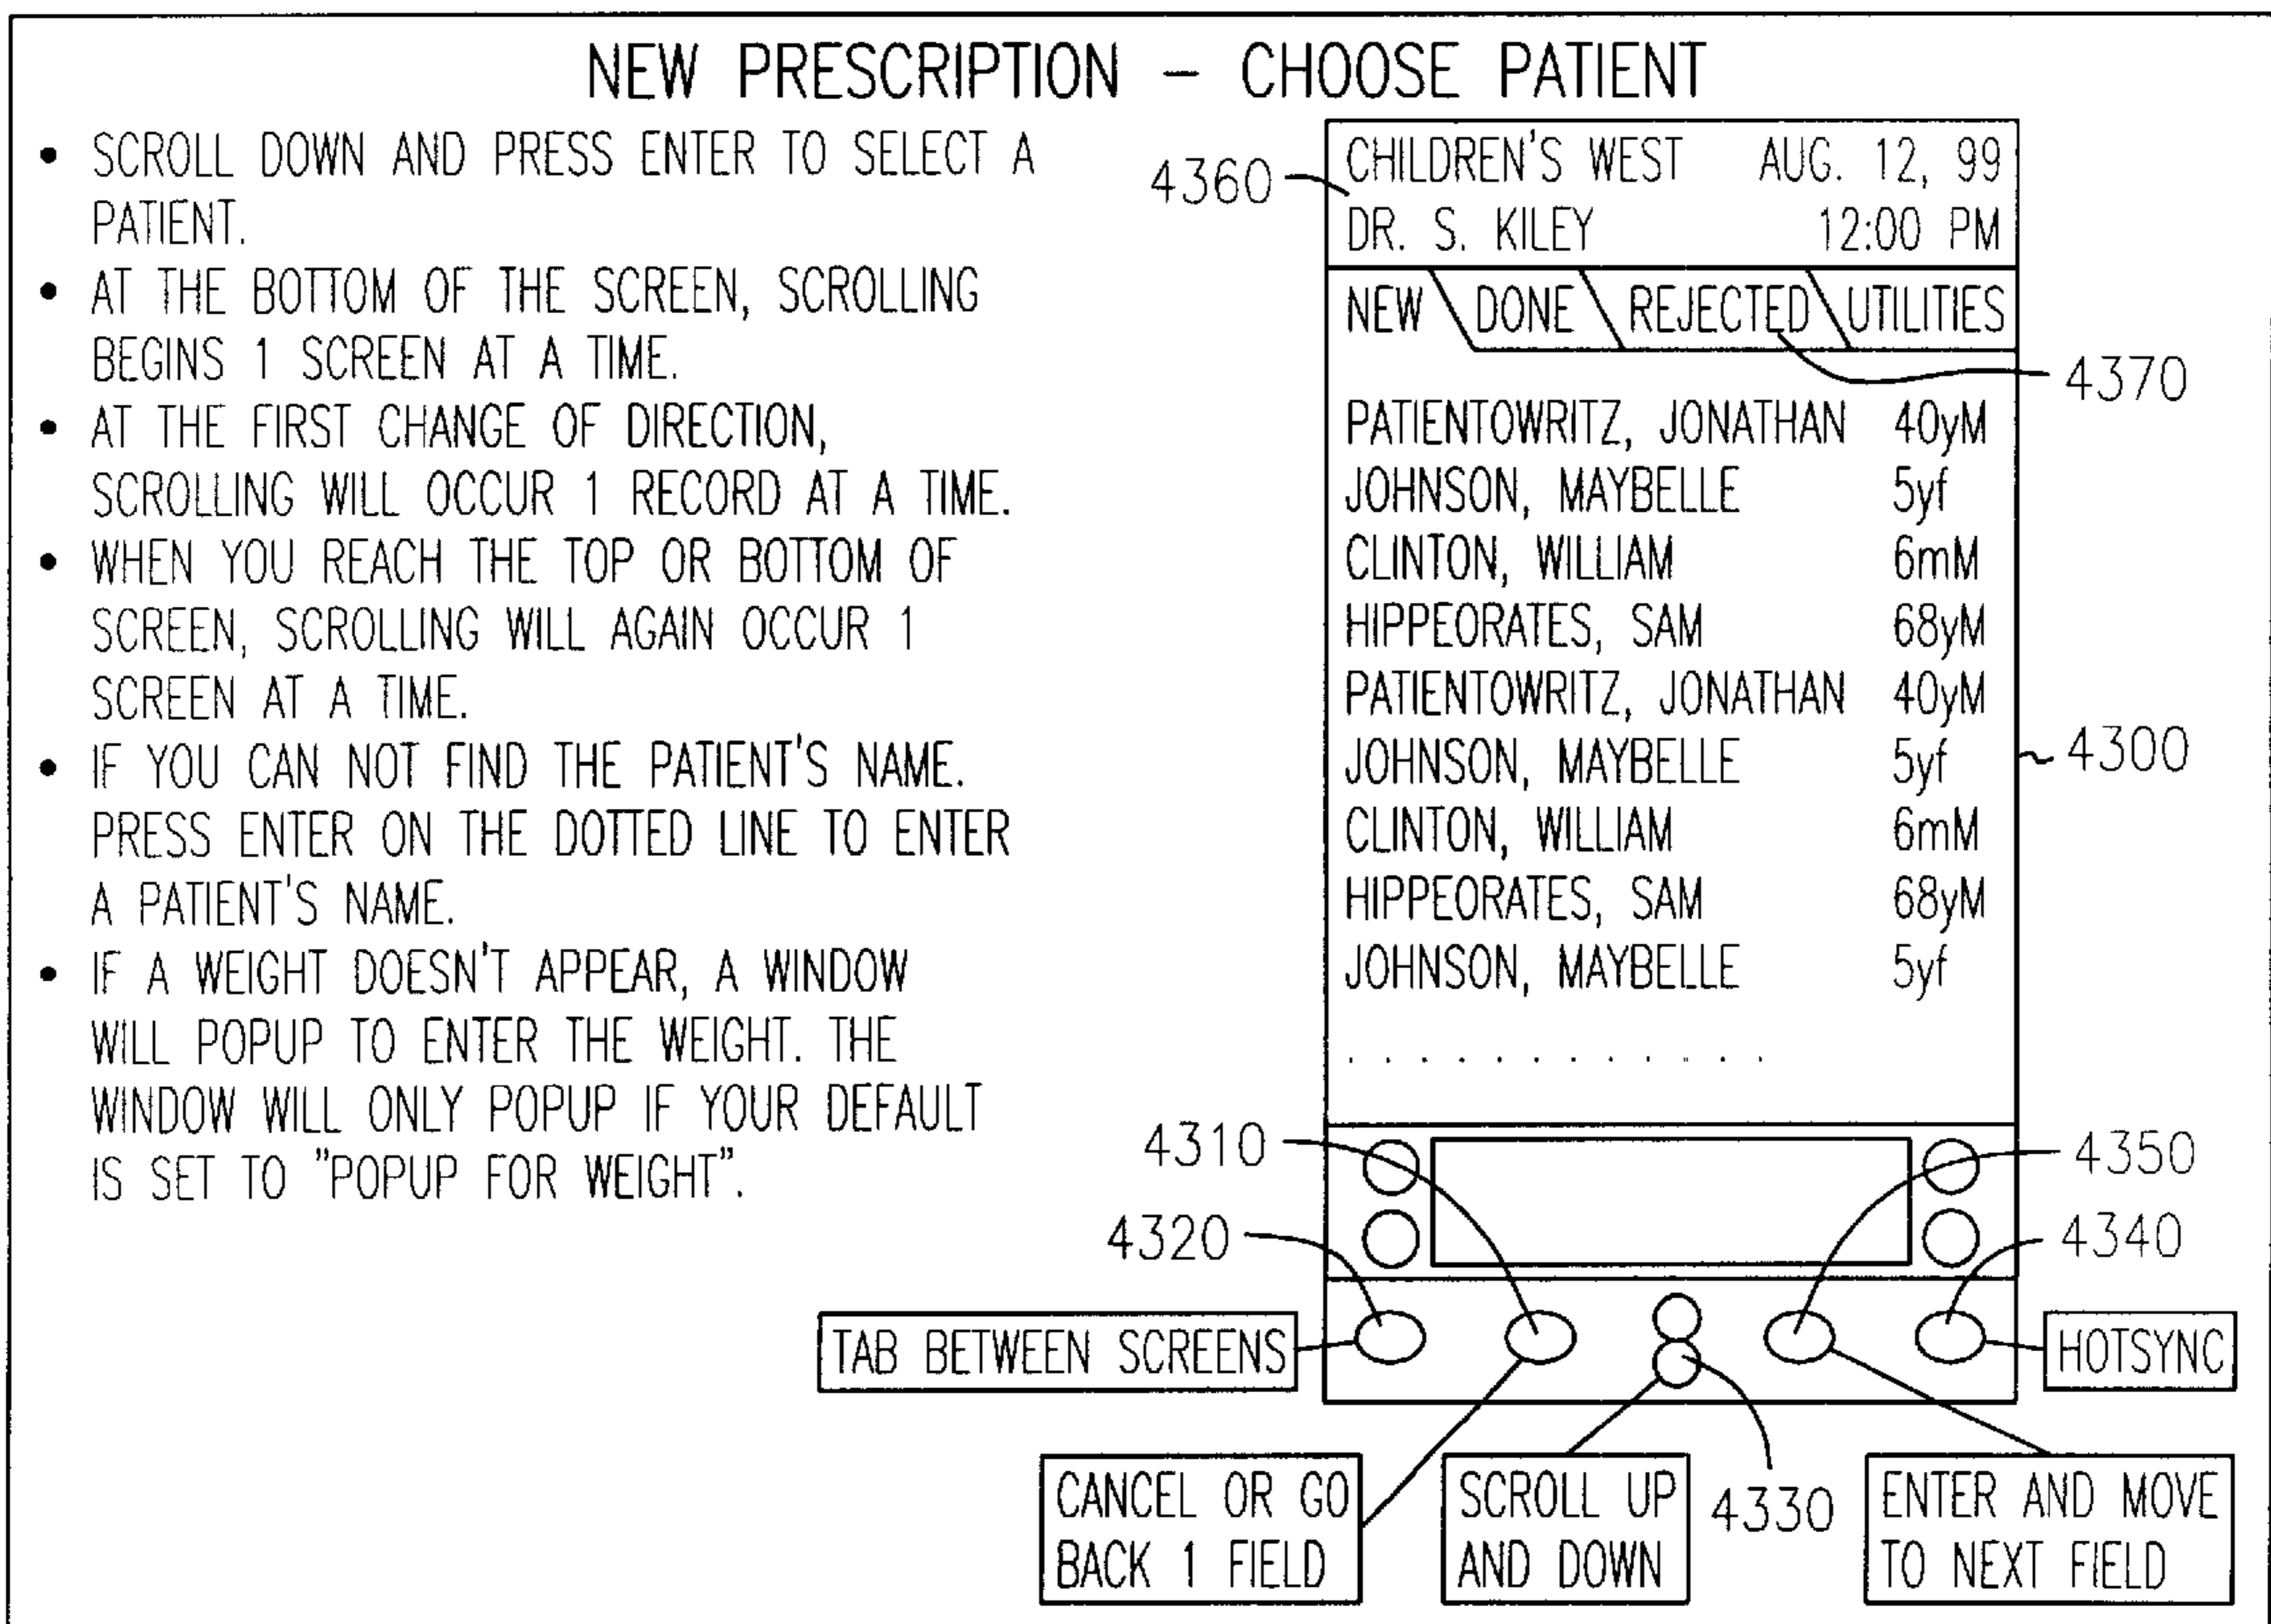 NEW PRESCRIPTION – CHOOSE PATIENT
• SCROLL DOWN AND PRESS ENTER TO SELECT A
PATIENT.
• AT THE BOTTOM OF THE SCREEN, SCROLLING
BEGINS 1 SCREEN AT A TIME.
• AT THE FIRST CHANGE OF DIRECTION,
SCROLLING WILL OCCUR 1 RECORD AT A TIME.
• WHEN YOU REACH THE TOP OR BOTTOM OF
SCREEN, SCROLLING WILL AGAIN OCCUR 1
SCREEN AT A TIME.
• IF YOU CAN NOT FIND THE PATIENT'S NAME.
PRESS ENTER ON THE DOTTED LINE TO ENTER
A PATIENT'S NAME.
• IF A WEIGHT DOESN'T APPEAR, A WINDOW
WILL POPUP TO ENTER THE WEIGHT. THE
WINDOW WILL ONLY POPUP IF YOUR DEFAULT
IS SET TO "POPUP FOR WEIGHT".
4360
CHILDREN'S WEST AUG. 12, 99
DR. S. KILEY 12:00 PM
NEW DONE REJECTED UTILITIES
4370
PATIENTOWRITZ, JONATHAN 40yM
JOHNSON, MAYBELLE 5yf
CLINTON, WILLIAM 6mM
HIPPEORATES, SAM 68yM
PATIENTOWRITZ, JONATHAN 40yM
JOHNSON, MAYBELLE 5yf
4300
CLINTON, WILLIAM 6mM
HIPPEORATES, SAM 68yM
JOHNSON, MAYBELLE 5yf
. . . . . . . . . . . .
4310
4350
4320
4340
TAB BETWEEN SCREENS
HOTSYNC
CANCEL OR GO
BACK 1 FIELD
SCROLL UP
AND DOWN
4330
ENTER AND MOVE
TO NEXT FIELD